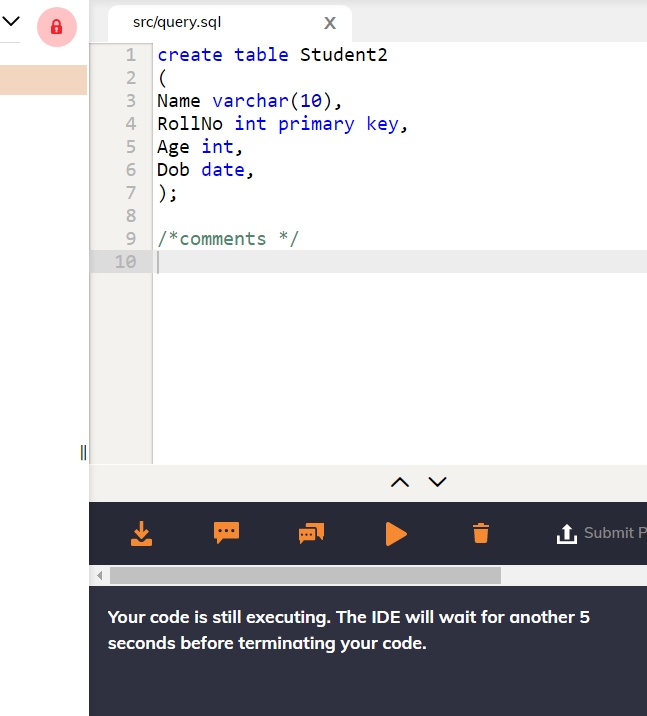 src/query.sql X
1 create table Student2
2 (
3 Name varchar(10),
4 RollNo int primary key,
5 Age int,
6 Dob date,
7 );
8
9 /*comments */
10
Submit P
Your code is still executing. The IDE will wait for another 5
seconds before terminating your code.